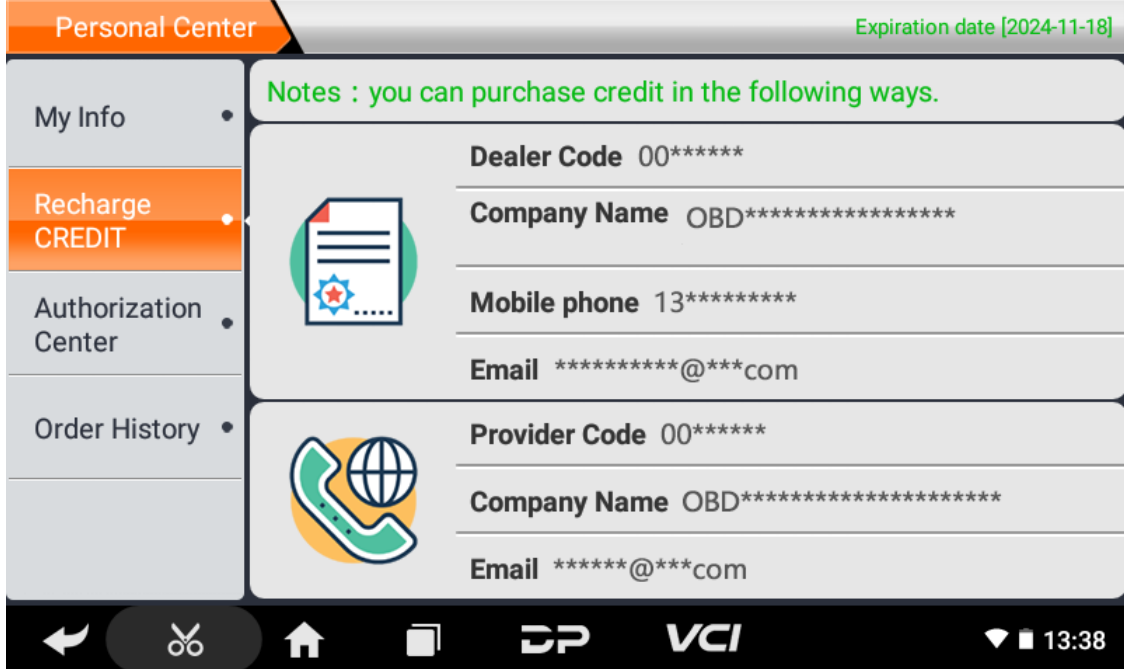 Personal Center
Expiration date [2024-11-18]
My Info
Recharge
CREDIT
Authorization
Center
Order History
Notes : you can purchase credit in the following ways.
Dealer Code 00******
Company Name OBD*****************
Mobile phone 13*********
Email **********@***com
Provider Code 00******
Company Name OBD*********************
Email ******@***com
DP
VCI
13:38